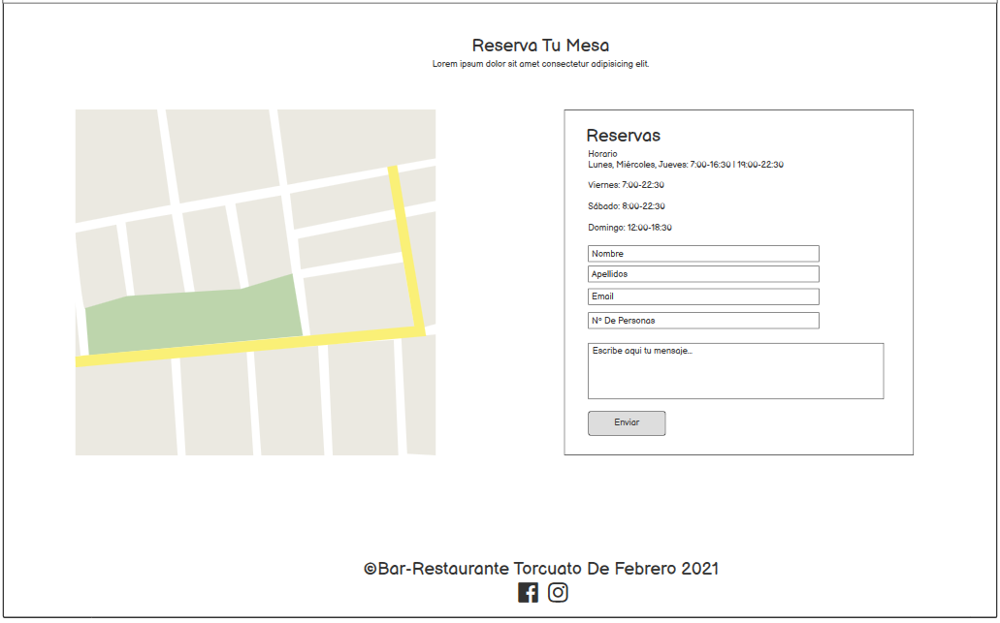 Reserva Tu Mesa
Lorem ipsum dolor sit amet consectetur adipisicing elit.
Reservas
Horario
Lunes, Miércoles, Jueves: 7:00-16:30 | 19:00-22:30
Viernes: 7:00-22:30
Sábado: 8:00-22:30
Domingo: 12:00-18:30
Nombre
Apellidos
Email
Nº De Personas
Escribe aqui tu mensaje...
Enviar
©Bar-Restaurante Torcuato De Febrero 2021